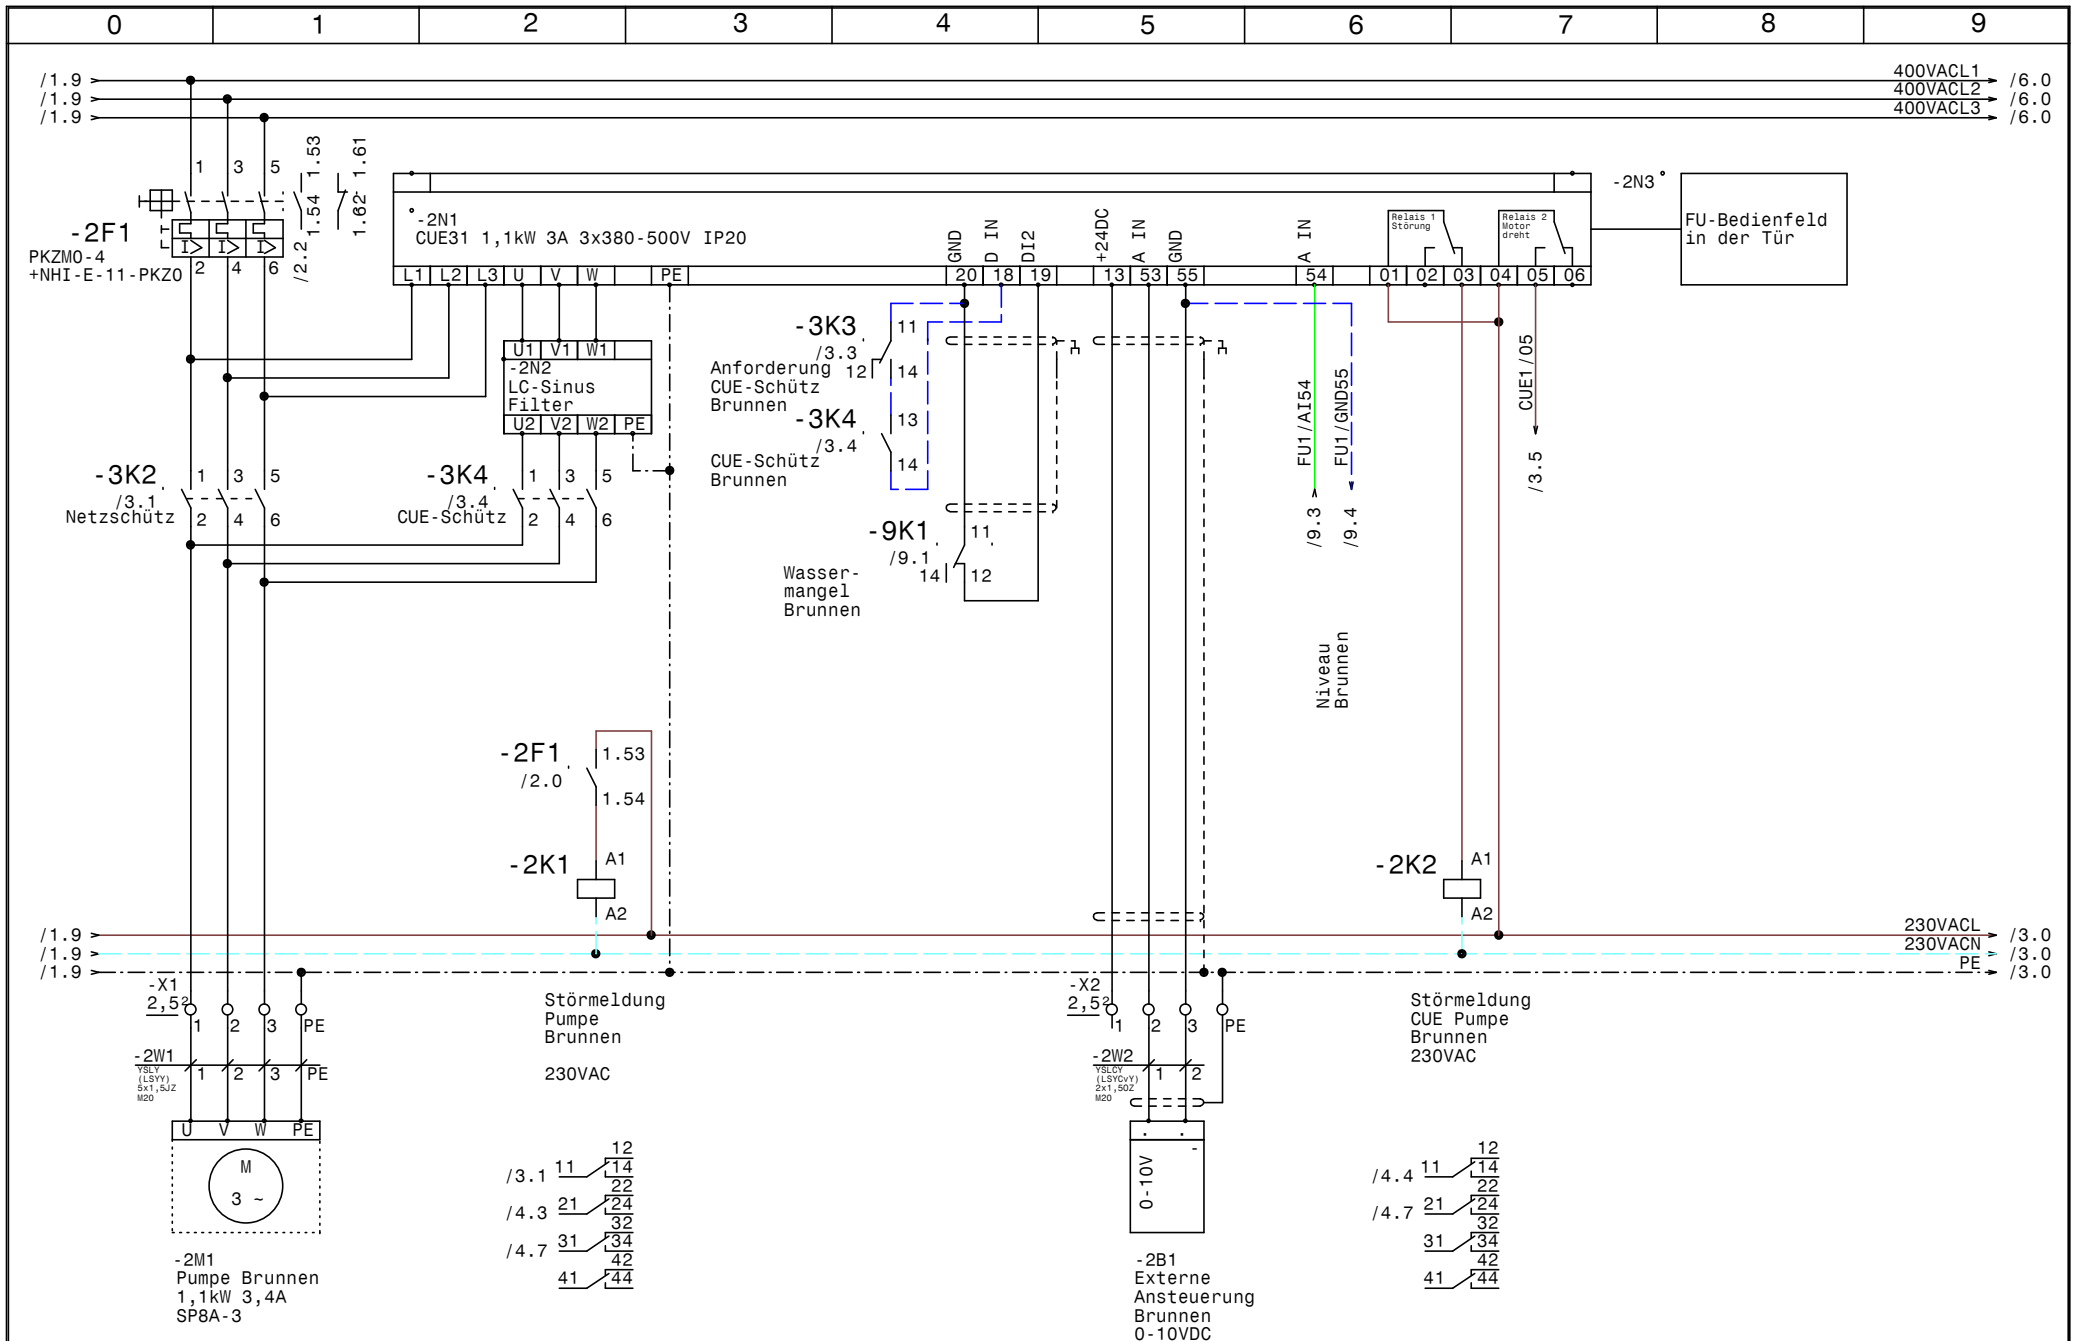 0 1 2 3 4 5 6 7 8 9
/1.9 400VACL1 /6.0
/1.9 400VACL2 /6.0
/1.9 400VACL3 /6.0
1 3 5
1.53
1.54
1.61
1.62
/2.2
-2F1
PKZM0-4
+NHI-E-11-PKZ0
I> I> I>
2 4 6
-2N1
CUE31 1,1kW 3A 3x380-500V IP20
GND
D IN
DI2
+24DC
A IN
GND
A IN
Relais 1
Störung
Relais 2
Motor
dreht
L1 L2 L3 U V W PE 20 18 19 13 53 55 54 01 02 03 04 05 06
-2N3
FU-Bedienfeld
in der Tür
U1 V1 W1
-2N2
LC-Sinus
Filter
U2 V2 W2 PE
-3K3
/3.3
11
12 14
Anforderung
CUE-Schütz
Brunnen
-3K4
/3.4
13
14
CUE-Schütz
Brunnen
-3K2
/3.1
Netzschütz
1 3 5
2 4 6
-3K4
/3.4
CUE-Schütz
1 3 5
2 4 6
-9K1
/9.1
11
14 12
Wasser-
mangel
Brunnen
FU1/AI54
/9.3
FU1/GND55
/9.4
CUE1/05
/3.5
Niveau
Brunnen
-2F1
/2.0
1.53
1.54
-2K1
A1
A2
-2K2
A1
A2
/1.9 230VACL /3.0
/1.9 230VACN /3.0
/1.9 PE /3.0
-X1
2,5²
1 2 3 PE
-2W1
YSLY
(LSYY)
5x1,5JZ
M20
1 2 3 PE
U V W PE
M
3 ~
-2M1
Pumpe Brunnen
1,1kW 3,4A
SP8A-3
Störmeldung
Pumpe
Brunnen
230VAC
/3.1 11 12 14
/4.3 21 22 24
/4.7 31 32 34
41 42 44
-X2
2,5²
1 2 3 PE
-2W2
YSLCY
(LSYCvY)
2x1,5OZ
M20
1 2
-
0-10V
-2B1
Externe
Ansteuerung
Brunnen
0-10VDC
Störmeldung
CUE Pumpe
Brunnen
230VAC
/4.4 11 12 14
/4.7 21 22 24
31 32 34
41 42 44